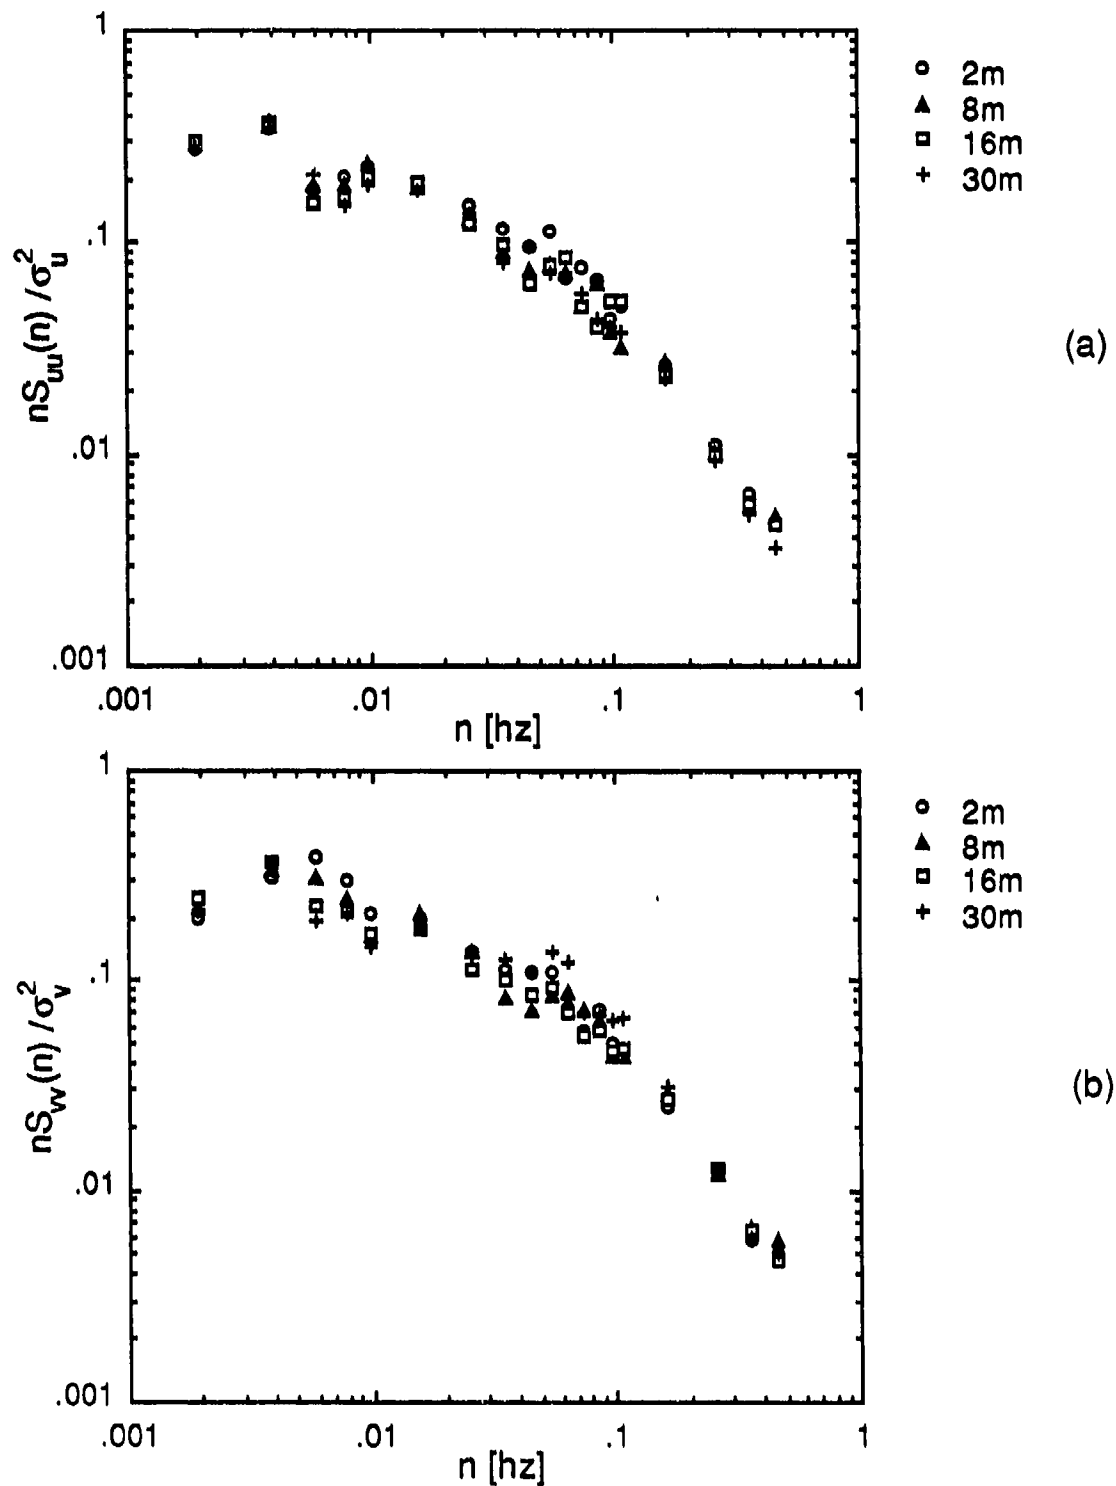 1
.1
.01
.001
nS_uu(n) /σ_u^2
.001
.01
.1
1
n [hz]
2m
8m
16m
30m
(a)
1
.1
.01
.001
nS_vv(n) /σ_v^2
.001
.01
.1
1
n [hz]
2m
8m
16m
30m
(b)